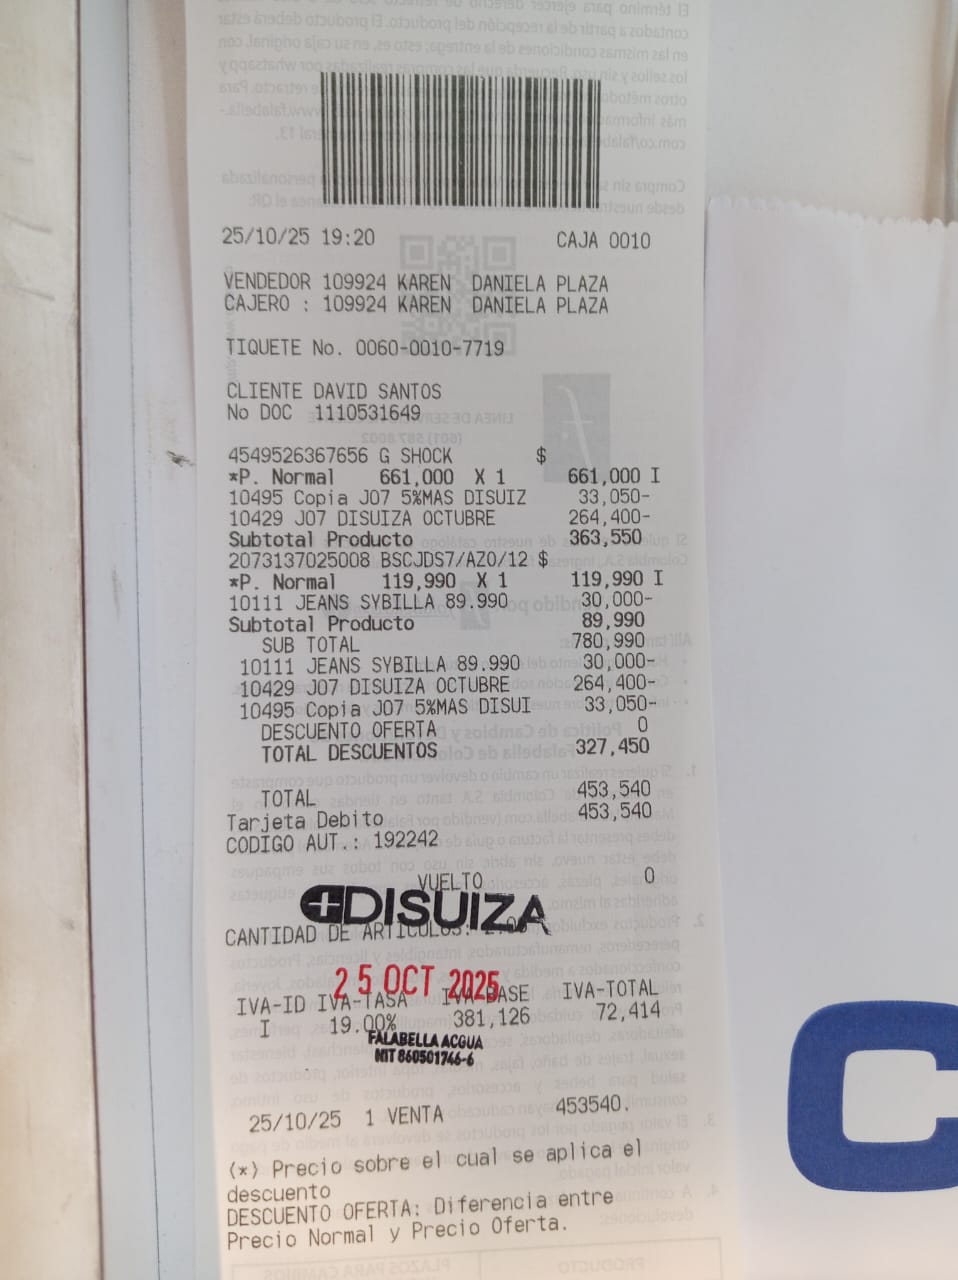 25/10/25 19:20 CAJA 0010
VENDEDOR 109924 KAREN DANIELA PLAZA
CAJERO : 109924 KAREN DANIELA PLAZA
TIQUETE No. 0060-0010-7719
CLIENTE DAVID SANTOS
No DOC 1110531649
4549526367656 G SHOCK $
*P. Normal 661,000 X 1 661,000 I
10495 Copia J07 5%MAS DISUIZ 33,050-
10429 J07 DISUIZA OCTUBRE 264,400-
Subtotal Producto 363,550
2073137025008 BSCJDS7/AZO/12 $
*P. Normal 119,990 X 1 119,990 I
10111 JEANS SYBILLA 89.990 30,000-
Subtotal Producto 89,990
SUB TOTAL 780,990
10111 JEANS SYBILLA 89.990 30,000-
10429 J07 DISUIZA OCTUBRE 264,400-
10495 Copia J07 5%MAS DISUI 33,050-
DESCUENTO OFERTA 0
TOTAL DESCUENTOS 327,450
TOTAL 453,540
Tarjeta Debito 453,540
CODIGO AUT.: 192242
VUELTO 0
DISUIZA
CANTIDAD DE ARTICULOS:
25 OCT 2025
IVA-ID IVA-TASA IVA-BASE IVA-TOTAL
I 19.00% 381,126 72,414
FALABELLA ACQUA
NIT 860501746-6
25/10/25 1 VENTA 453540.
(*) Precio sobre el cual se aplica el
descuento
DESCUENTO OFERTA: Diferencia entre
Precio Normal y Precio Oferta.
C